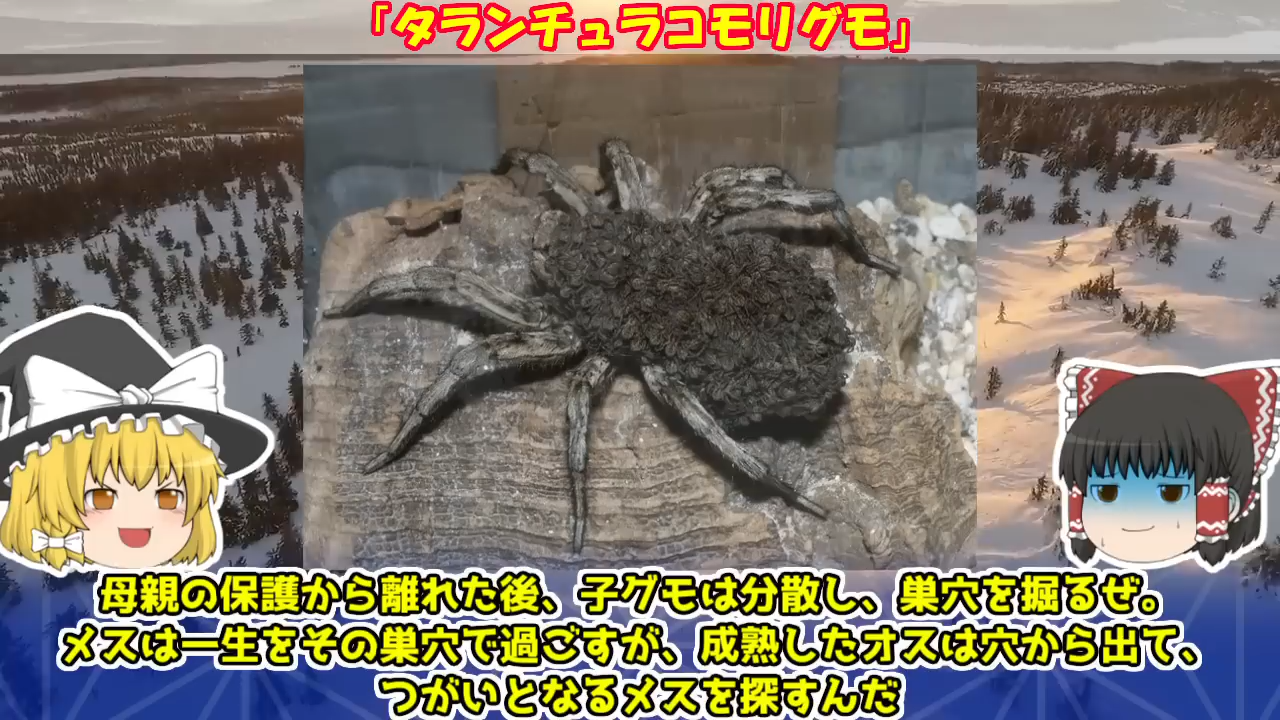 「タランチュラコモリグモ」
母親の保護から離れた後、子グモは分散し、巣穴を掘るぜ。
メスは一生をその巣穴で過ごすが、成熟したオスは穴から出て、
つがいとなるメスを探すんだ